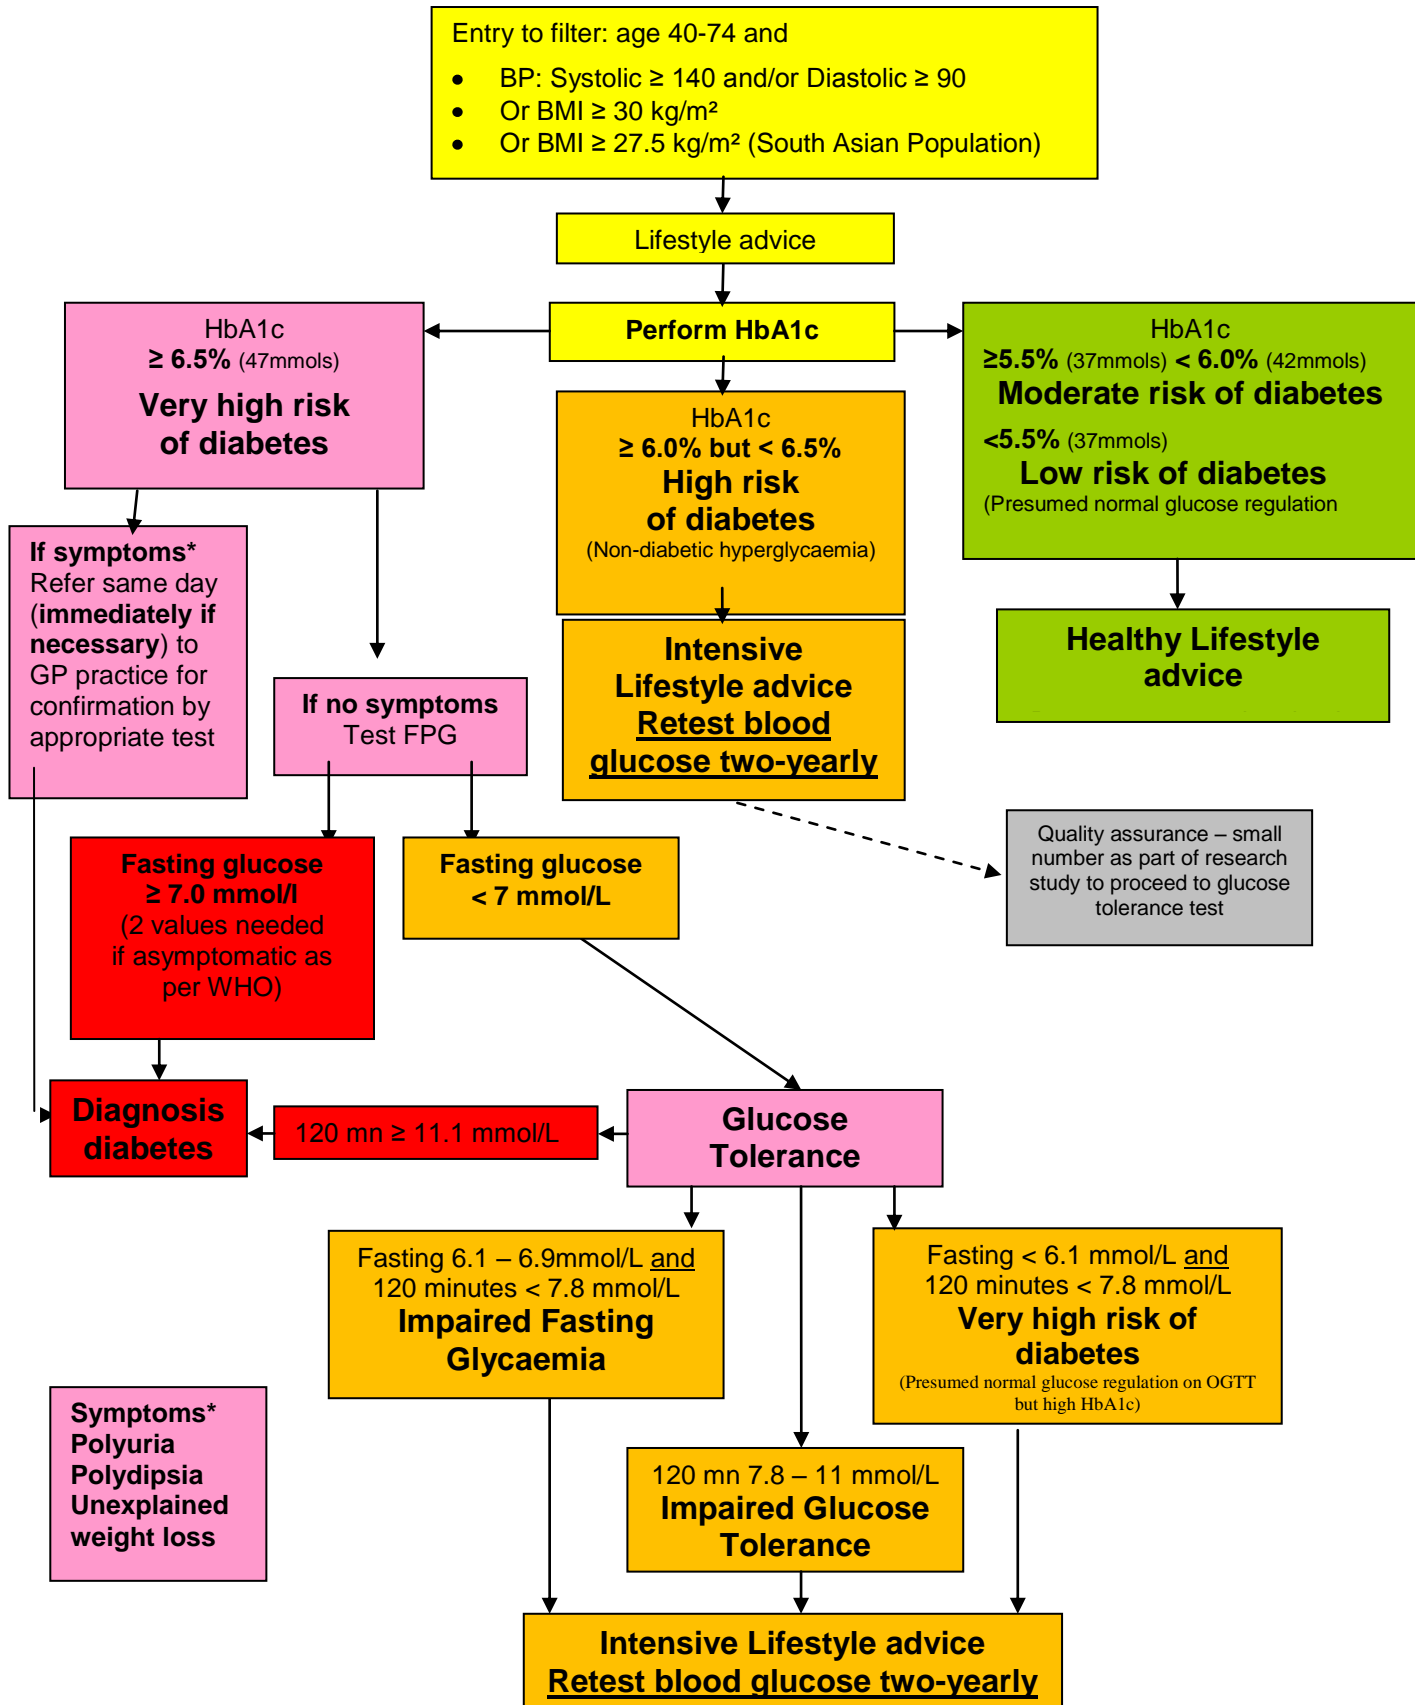 Entry to filter: age 40-74 and
• BP: Systolic ≥ 140 and/or Diastolic ≥ 90
• Or BMI ≥ 30 kg/m²
• Or BMI ≥ 27.5 kg/m² (South Asian Population)
Lifestyle advice
Perform HbA1c
HbA1c
≥ 6.5% (47mmols)
Very high risk
of diabetes
HbA1c
≥ 6.0% but < 6.5%
High risk
of diabetes
(Non-diabetic hyperglycaemia)
HbA1c
≥5.5% (37mmols) < 6.0% (42mmols)
Moderate risk of diabetes
<5.5% (37mmols)
Low risk of diabetes
(Presumed normal glucose regulation
If symptoms*
Refer same day
(immediately if
necessary) to
GP practice for
confirmation by
appropriate test
If no symptoms
Test FPG
Intensive
Lifestyle advice
Retest blood
glucose two-yearly
Healthy Lifestyle
advice
Quality assurance – small
number as part of research
study to proceed to glucose
tolerance test
Fasting glucose
≥ 7.0 mmol/l
(2 values needed
if asymptomatic as
per WHO)
Fasting glucose
< 7 mmol/L
Diagnosis
diabetes
120 mn ≥ 11.1 mmol/L
Glucose
Tolerance
Fasting 6.1 – 6.9mmol/L and
120 minutes < 7.8 mmol/L
Impaired Fasting
Glycaemia
Fasting < 6.1 mmol/L and
120 minutes < 7.8 mmol/L
Very high risk of
diabetes
(Presumed normal glucose regulation on OGTT
but high HbA1c)
Symptoms*
Polyuria
Polydipsia
Unexplained
weight loss
120 mn 7.8 – 11 mmol/L
Impaired Glucose
Tolerance
Intensive Lifestyle advice
Retest blood glucose two-yearly